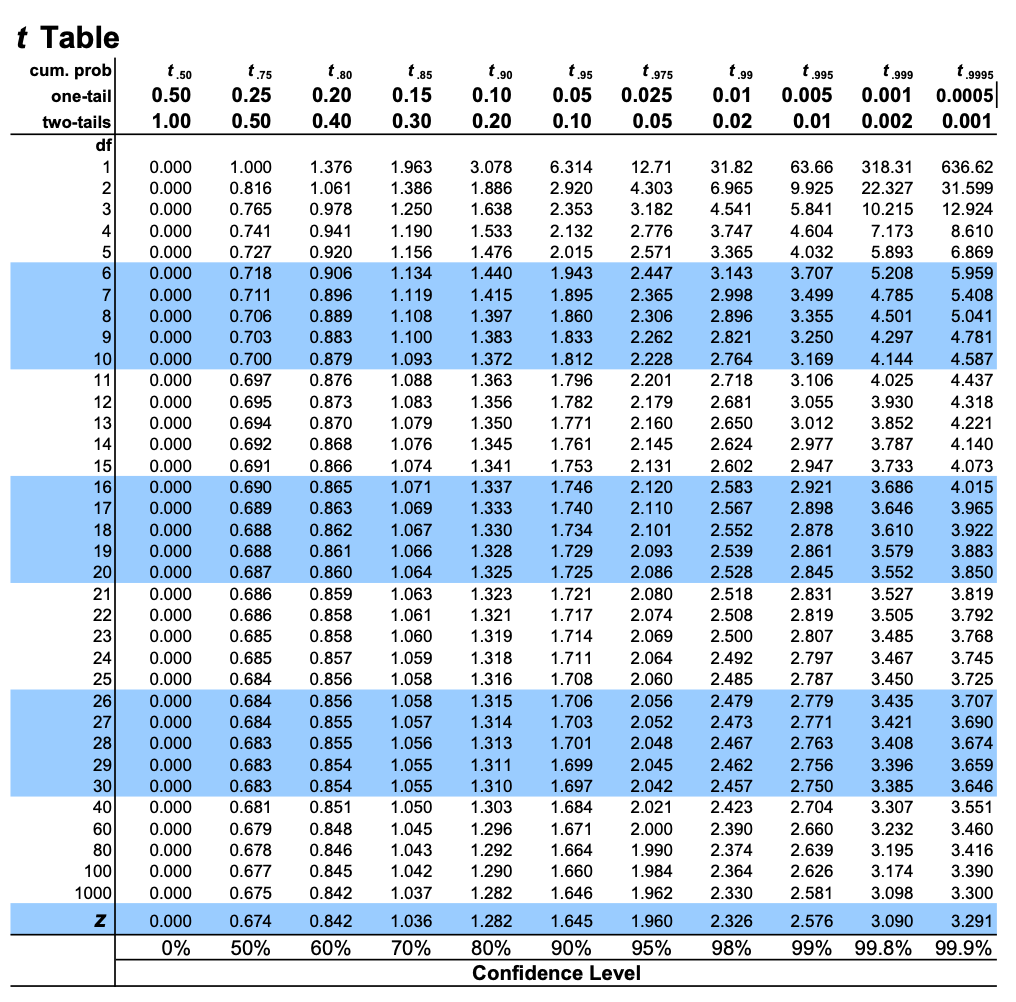 t Table
cum. prob t .50 t .75 t .80 t .85 t .90 t .95 t .975 t .99 t .995 t .999 t .9995
one-tail 0.50 0.25 0.20 0.15 0.10 0.05 0.025 0.01 0.005 0.001 0.0005
two-tails 1.00 0.50 0.40 0.30 0.20 0.10 0.05 0.02 0.01 0.002 0.001
df
1 0.000 1.000 1.376 1.963 3.078 6.314 12.71 31.82 63.66 318.31 636.62
2 0.000 0.816 1.061 1.386 1.886 2.920 4.303 6.965 9.925 22.327 31.599
3 0.000 0.765 0.978 1.250 1.638 2.353 3.182 4.541 5.841 10.215 12.924
4 0.000 0.741 0.941 1.190 1.533 2.132 2.776 3.747 4.604 7.173 8.610
5 0.000 0.727 0.920 1.156 1.476 2.015 2.571 3.365 4.032 5.893 6.869
6 0.000 0.718 0.906 1.134 1.440 1.943 2.447 3.143 3.707 5.208 5.959
7 0.000 0.711 0.896 1.119 1.415 1.895 2.365 2.998 3.499 4.785 5.408
8 0.000 0.706 0.889 1.108 1.397 1.860 2.306 2.896 3.355 4.501 5.041
9 0.000 0.703 0.883 1.100 1.383 1.833 2.262 2.821 3.250 4.297 4.781
10 0.000 0.700 0.879 1.093 1.372 1.812 2.228 2.764 3.169 4.144 4.587
11 0.000 0.697 0.876 1.088 1.363 1.796 2.201 2.718 3.106 4.025 4.437
12 0.000 0.695 0.873 1.083 1.356 1.782 2.179 2.681 3.055 3.930 4.318
13 0.000 0.694 0.870 1.079 1.350 1.771 2.160 2.650 3.012 3.852 4.221
14 0.000 0.692 0.868 1.076 1.345 1.761 2.145 2.624 2.977 3.787 4.140
15 0.000 0.691 0.866 1.074 1.341 1.753 2.131 2.602 2.947 3.733 4.073
16 0.000 0.690 0.865 1.071 1.337 1.746 2.120 2.583 2.921 3.686 4.015
17 0.000 0.689 0.863 1.069 1.333 1.740 2.110 2.567 2.898 3.646 3.965
18 0.000 0.688 0.862 1.067 1.330 1.734 2.101 2.552 2.878 3.610 3.922
19 0.000 0.688 0.861 1.066 1.328 1.729 2.093 2.539 2.861 3.579 3.883
20 0.000 0.687 0.860 1.064 1.325 1.725 2.086 2.528 2.845 3.552 3.850
21 0.000 0.686 0.859 1.063 1.323 1.721 2.080 2.518 2.831 3.527 3.819
22 0.000 0.686 0.858 1.061 1.321 1.717 2.074 2.508 2.819 3.505 3.792
23 0.000 0.685 0.858 1.060 1.319 1.714 2.069 2.500 2.807 3.485 3.768
24 0.000 0.685 0.857 1.059 1.318 1.711 2.064 2.492 2.797 3.467 3.745
25 0.000 0.684 0.856 1.058 1.316 1.708 2.060 2.485 2.787 3.450 3.725
26 0.000 0.684 0.856 1.058 1.315 1.706 2.056 2.479 2.779 3.435 3.707
27 0.000 0.684 0.855 1.057 1.314 1.703 2.052 2.473 2.771 3.421 3.690
28 0.000 0.683 0.855 1.056 1.313 1.701 2.048 2.467 2.763 3.408 3.674
29 0.000 0.683 0.854 1.055 1.311 1.699 2.045 2.462 2.756 3.396 3.659
30 0.000 0.683 0.854 1.055 1.310 1.697 2.042 2.457 2.750 3.385 3.646
40 0.000 0.681 0.851 1.050 1.303 1.684 2.021 2.423 2.704 3.307 3.551
60 0.000 0.679 0.848 1.045 1.296 1.671 2.000 2.390 2.660 3.232 3.460
80 0.000 0.678 0.846 1.043 1.292 1.664 1.990 2.374 2.639 3.195 3.416
100 0.000 0.677 0.845 1.042 1.290 1.660 1.984 2.364 2.626 3.174 3.390
1000 0.000 0.675 0.842 1.037 1.282 1.646 1.962 2.330 2.581 3.098 3.300
Z 0.000 0.674 0.842 1.036 1.282 1.645 1.960 2.326 2.576 3.090 3.291
0% 50% 60% 70% 80% 90% 95% 98% 99% 99.8% 99.9%
Confidence Level